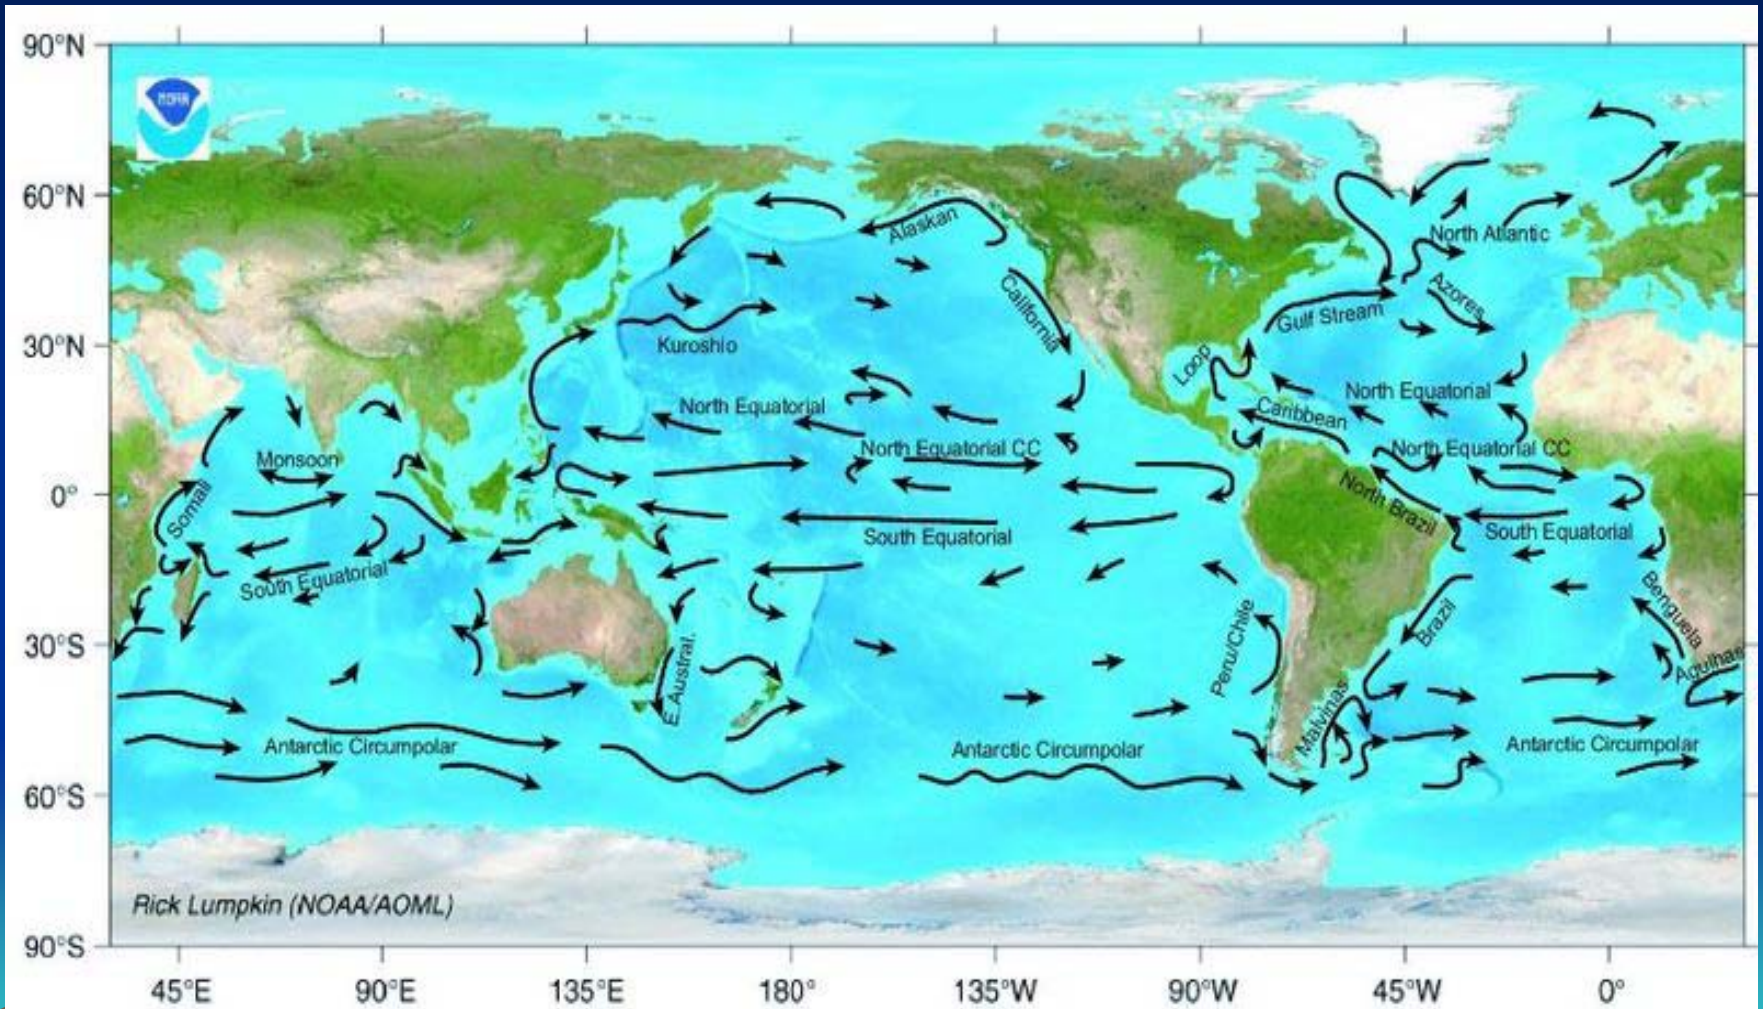 90°N
NOAA
60°N
Alaskan
North Atlantic
California
Azores
Gulf Stream
30°N
Kuroshio
Loop
North Equatorial
North Equatorial
Caribbean
Monsoon
North Equatorial CC
North Equatorial CC
0°
Somali
North Brazil
South Equatorial
South Equatorial
South Equatorial
Benguela
Brazil
30°S
E.Austral.
Peru/Chile
Agulhas
Malvinas
Antarctic Circumpolar
Antarctic Circumpolar
Antarctic Circumpolar
60°S
Rick Lumpkin (NOAA/AOML)
90°S
45°E 90°E 135°E 180° 135°W 90°W 45°W 0°